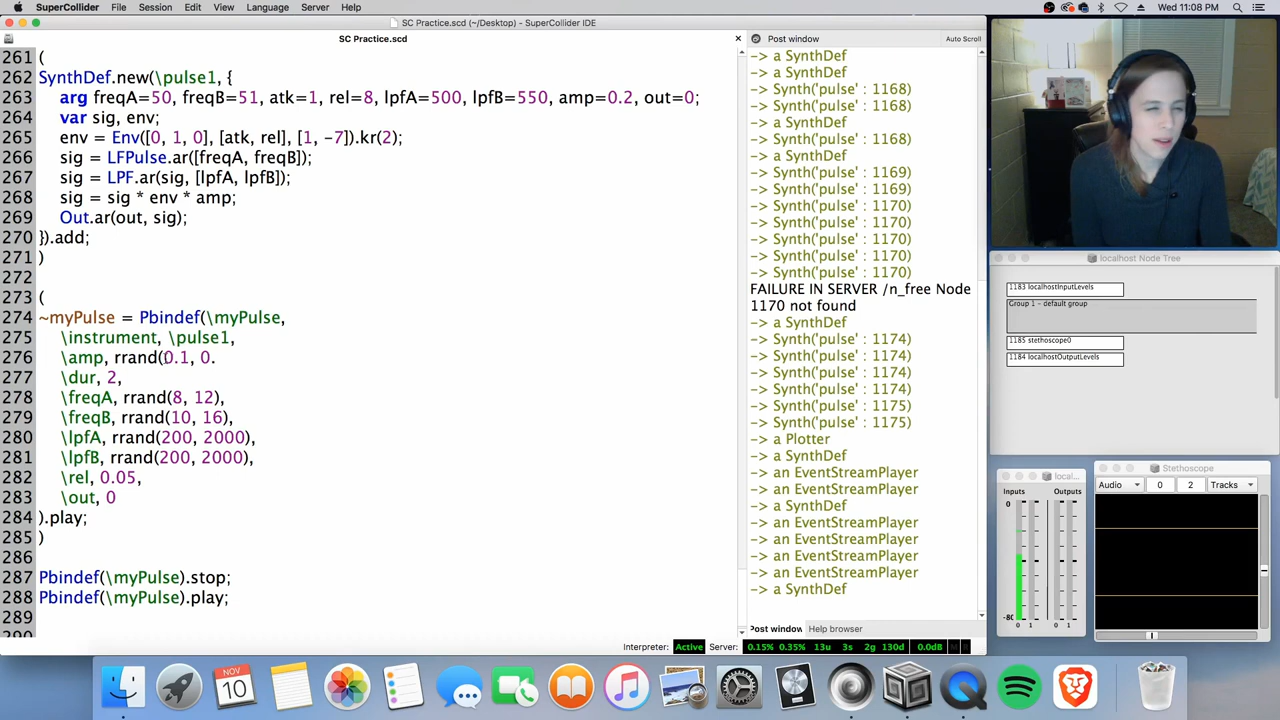 SuperCollider File Session Edit View Language Server Help Wed 11:08 PM
SC Practice.scd (~/Desktop) - SuperCollider IDE
SC Practice.scd
261 (
262 SynthDef.new(\pulse1, {
263 arg freqA=50, freqB=51, atk=1, rel=8, lpfA=500, lpfB=550, amp=0.2, out=0;
264 var sig, env;
265 env = Env([0, 1, 0], [atk, rel], [1, -7]).kr(2);
266 sig = LFPulse.ar([freqA, freqB]);
267 sig = LPF.ar(sig, [lpfA, lpfB]);
268 sig = sig * env * amp;
269 Out.ar(out, sig);
270 }).add;
271 )
272
273 (
274 ~myPulse = Pbindef(\myPulse,
275 \instrument, \pulse1,
276 \amp, rrand(0.1, 0.
277 \dur, 2,
278 \freqA, rrand(8, 12),
279 \freqB, rrand(10, 16),
280 \lpfA, rrand(200, 2000),
281 \lpfB, rrand(200, 2000),
282 \rel, 0.05,
283 \out, 0
284 ).play;
285 )
286
287 Pbindef(\myPulse).stop;
288 Pbindef(\myPulse).play;
289
Post window Auto Scroll
-> a SynthDef
-> a SynthDef
-> Synth('pulse' : 1168)
-> Synth('pulse' : 1168)
-> a SynthDef
-> Synth('pulse' : 1168)
-> a SynthDef
-> Synth('pulse' : 1169)
-> Synth('pulse' : 1169)
-> Synth('pulse' : 1170)
-> Synth('pulse' : 1170)
-> Synth('pulse' : 1170)
-> Synth('pulse' : 1170)
-> Synth('pulse' : 1170)
FAILURE IN SERVER /n_free Node
1170 not found
-> a SynthDef
-> Synth('pulse' : 1174)
-> Synth('pulse' : 1174)
-> Synth('pulse' : 1174)
-> Synth('pulse' : 1174)
-> Synth('pulse' : 1175)
-> Synth('pulse' : 1175)
-> a Plotter
-> a SynthDef
-> an EventStreamPlayer
-> an EventStreamPlayer
-> a SynthDef
-> an EventStreamPlayer
-> an EventStreamPlayer
-> an EventStreamPlayer
-> an EventStreamPlayer
-> a SynthDef
Post window Help browser
Interpreter: Active Server: 0.15% 0.35% 13u 3s 2g 130d 0.0dB M R
localhost Node Tree
1183 localhostInputLevels
Group 1 - default group
1185 stethoscope0
1184 localhostOutputLevels
local...
Inputs Outputs
0
-80
0 1 0 1
Stethoscope
Audio 0 2 Tracks
NOV
10